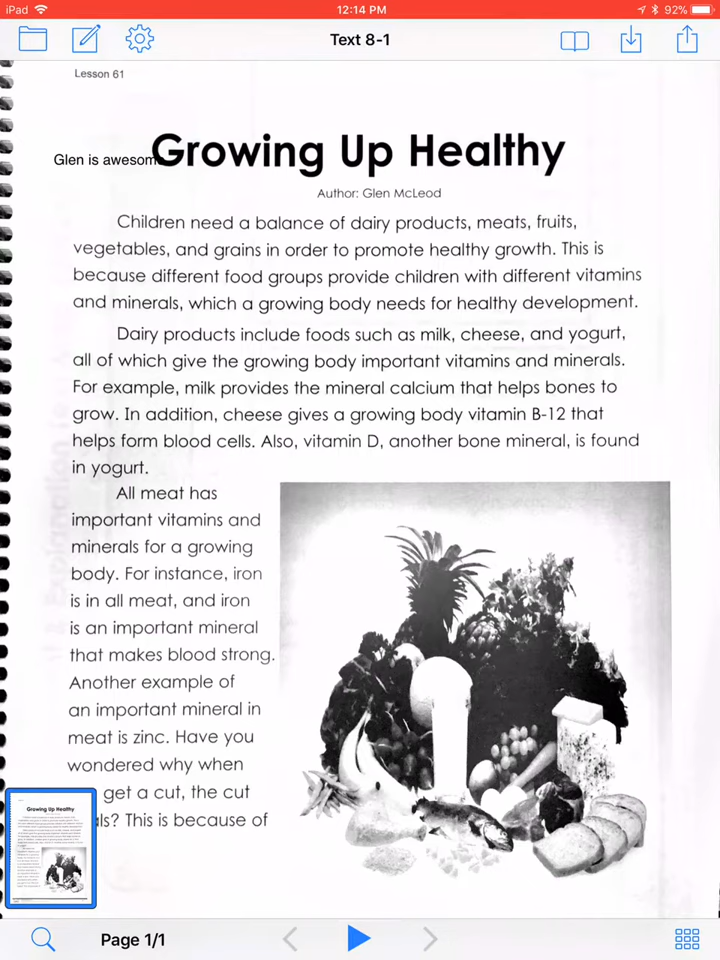 iPad 12:14 PM 92%
Text 8-1
Lesson 61
Growing Up Healthy
Glen is awesom
Author: Glen McLeod
Children need a balance of dairy products, meats, fruits,
vegetables, and grains in order to promote healthy growth. This is
because different food groups provide children with different vitamins
and minerals, which a growing body needs for healthy development.
Dairy products include foods such as milk, cheese, and yogurt,
all of which give the growing body important vitamins and minerals.
For example, milk provides the mineral calcium that helps bones to
grow. In addition, cheese gives a growing body vitamin B-12 that
helps form blood cells. Also, vitamin D, another bone mineral, is found
in yogurt.
All meat has
important vitamins and
minerals for a growing
body. For instance, iron
is in all meat, and iron
is an important mineral
that makes blood strong.
Another example of
an important mineral in
meat is zinc. Have you
wondered why when
get a cut, the cut
ls? This is because of
Growing Up Healthy
Page 1/1